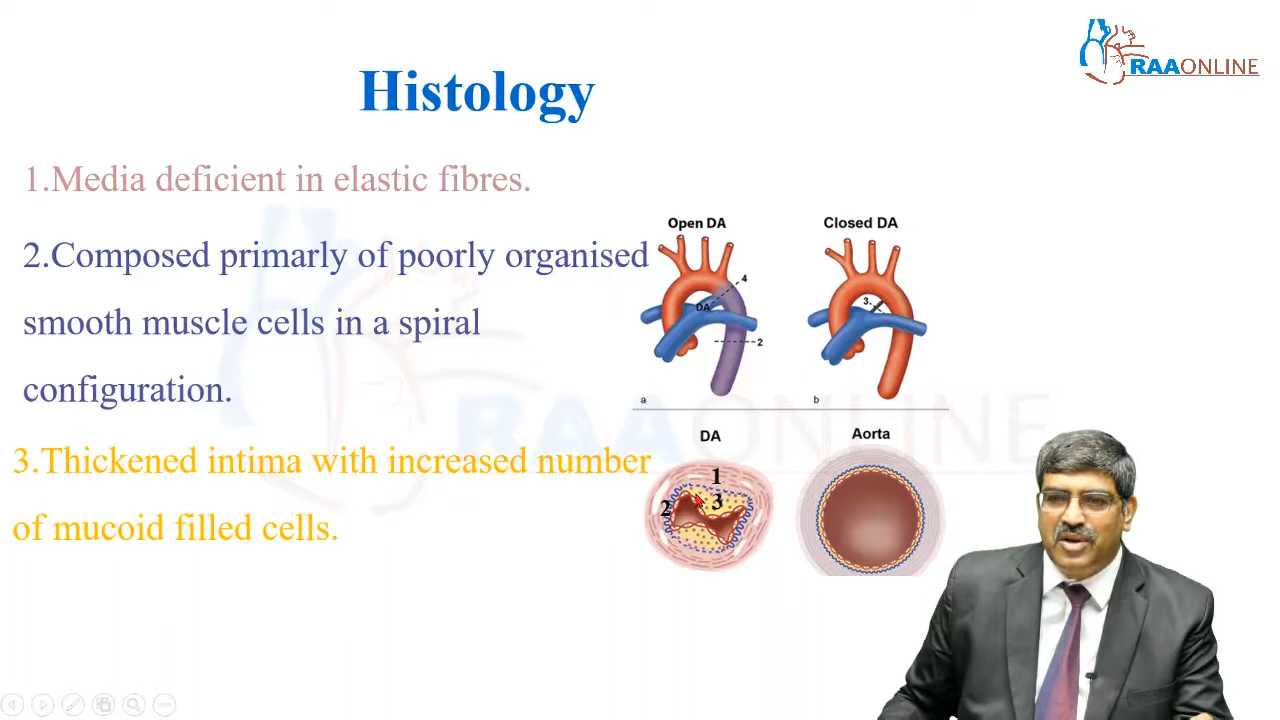 RAAONLINE
Histology
1.Media deficient in elastic fibres.
2.Composed primarly of poorly organised
smooth muscle cells in a spiral
configuration.
3.Thickened intima with increased number
of mucoid filled cells.
Open DA
Closed DA
4
DA
2
3
a
b
DA
Aorta
1
2
3
RAAONLINE